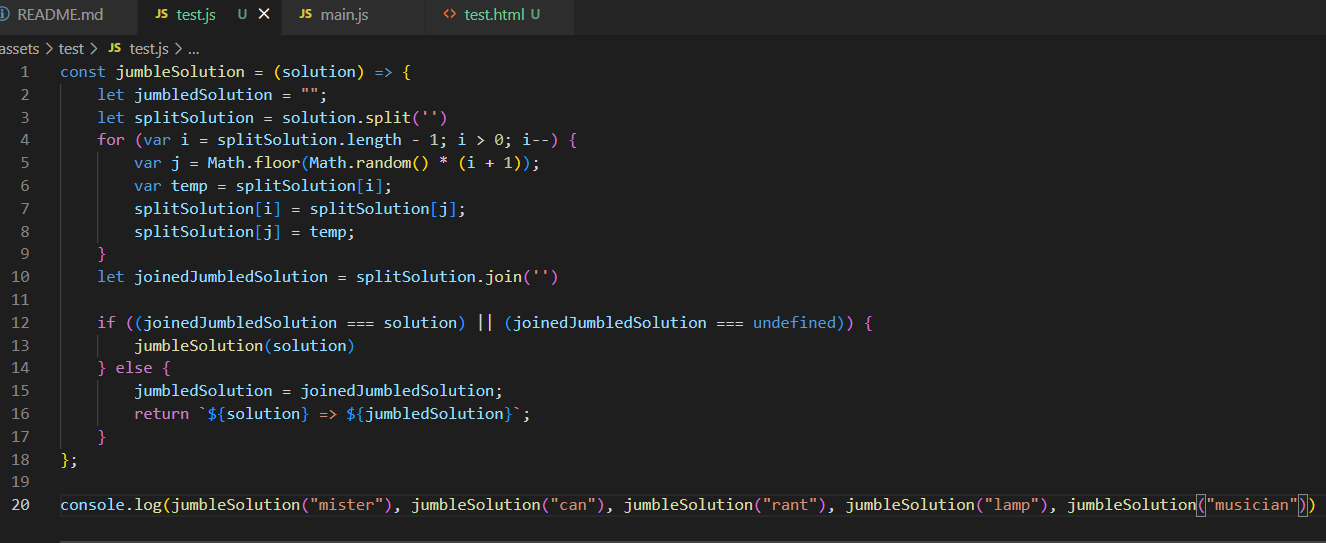 README.md JS test.js U × JS main.js <> test.html U
assets > test > JS test.js > ...
1 const jumbleSolution = (solution) => {
2     let jumbledSolution = "";
3     let splitSolution = solution.split('')
4     for (var i = splitSolution.length - 1; i > 0; i--) {
5         var j = Math.floor(Math.random() * (i + 1));
6         var temp = splitSolution[i];
7         splitSolution[i] = splitSolution[j];
8         splitSolution[j] = temp;
9     }
10     let joinedJumbledSolution = splitSolution.join('')
11
12     if ((joinedJumbledSolution === solution) || (joinedJumbledSolution === undefined)) {
13         jumbleSolution(solution)
14     } else {
15         jumbledSolution = joinedJumbledSolution;
16         return `${solution} => ${jumbledSolution}`;
17     }
18 };
19
20 console.log(jumbleSolution("mister"), jumbleSolution("can"), jumbleSolution("rant"), jumbleSolution("lamp"), jumbleSolution("musician"))